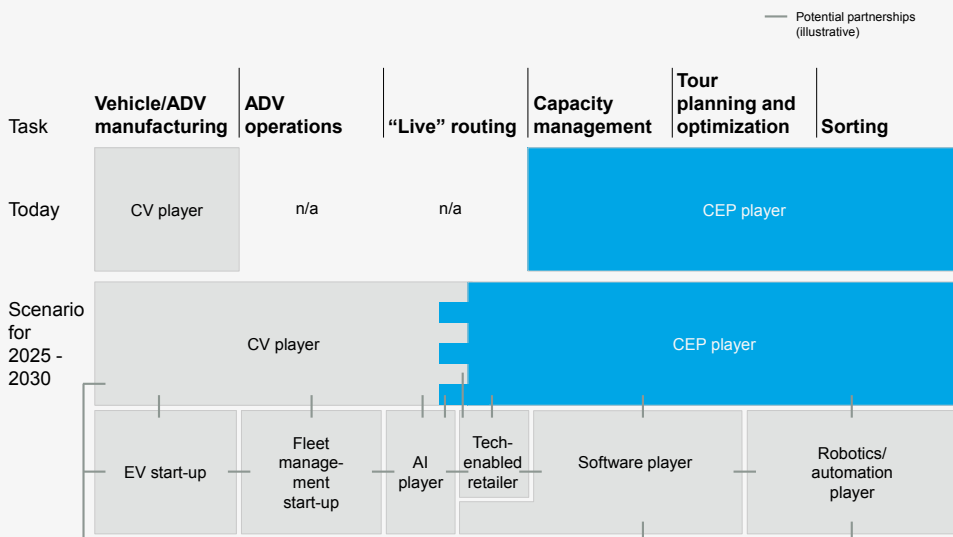 Potential partnerships
(illustrative)
Task
Vehicle/ADV
manufacturing
ADV
operations
“Live” routing
Capacity
management
Tour
planning and
optimization
Sorting
Today
CV player
n/a
n/a
CEP player
Scenario
for
2025 -
2030
CV player
CEP player
EV start-up
Fleet
manage-
ment
start-up
AI
player
Tech-
enabled
retailer
Software player
Robotics/
automation
player